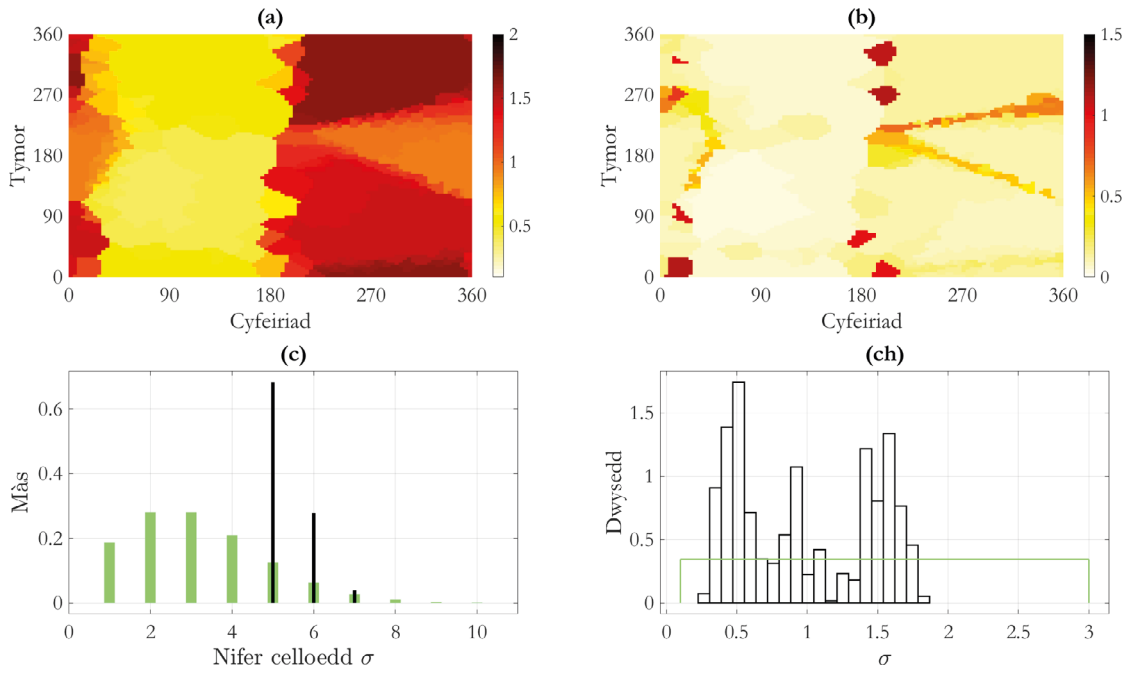 (a)
Tymor
360
270
180
90
0
0 90 180 270 360
Cyfeiriad
2
1.5
1
0.5
(b)
Tymor
360
270
180
90
0
0 90 180 270 360
Cyfeiriad
1.5
1
0.5
0
(c)
Màs
0.6
0.4
0.2
0
0 2 4 6 8 10
Nifer celloedd σ
(ch)
Dwysedd
1.5
1
0.5
0
0 0.5 1 1.5 2 2.5 3
σ